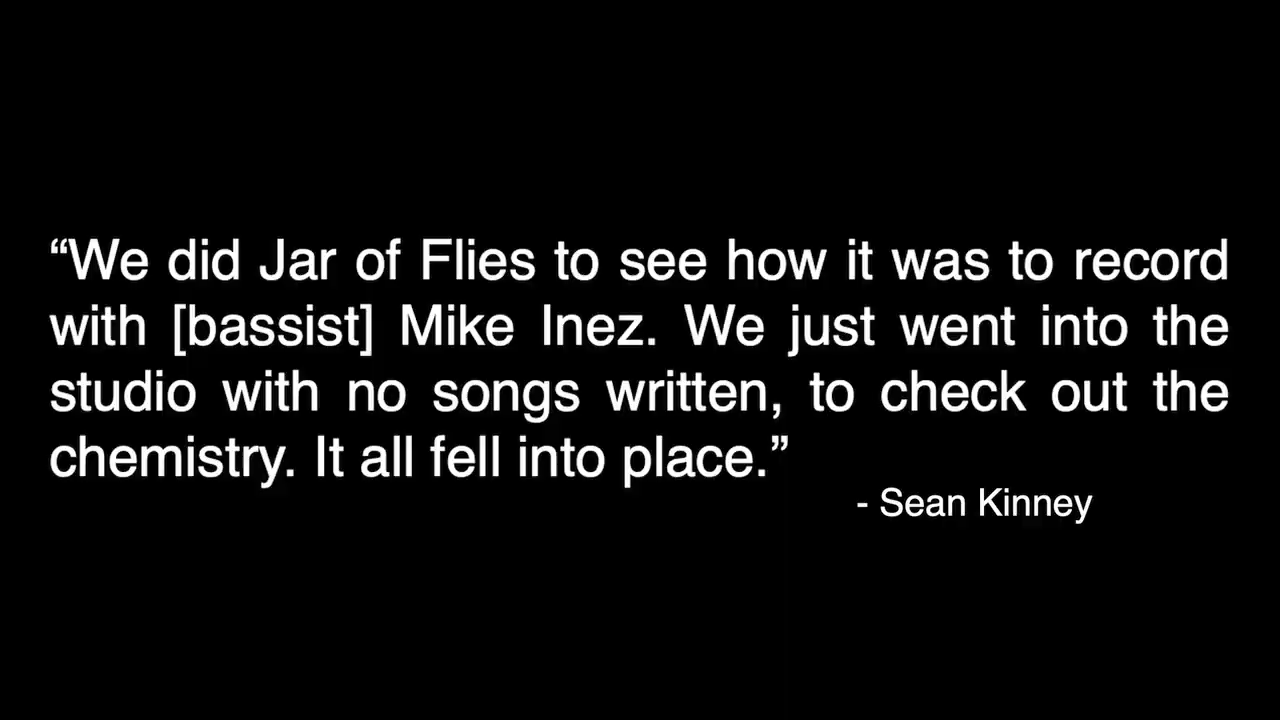 “We did Jar of Flies to see how it was to record
with [bassist] Mike Inez. We just went into the
studio with no songs written, to check out the
chemistry. It all fell into place.”
- Sean Kinney